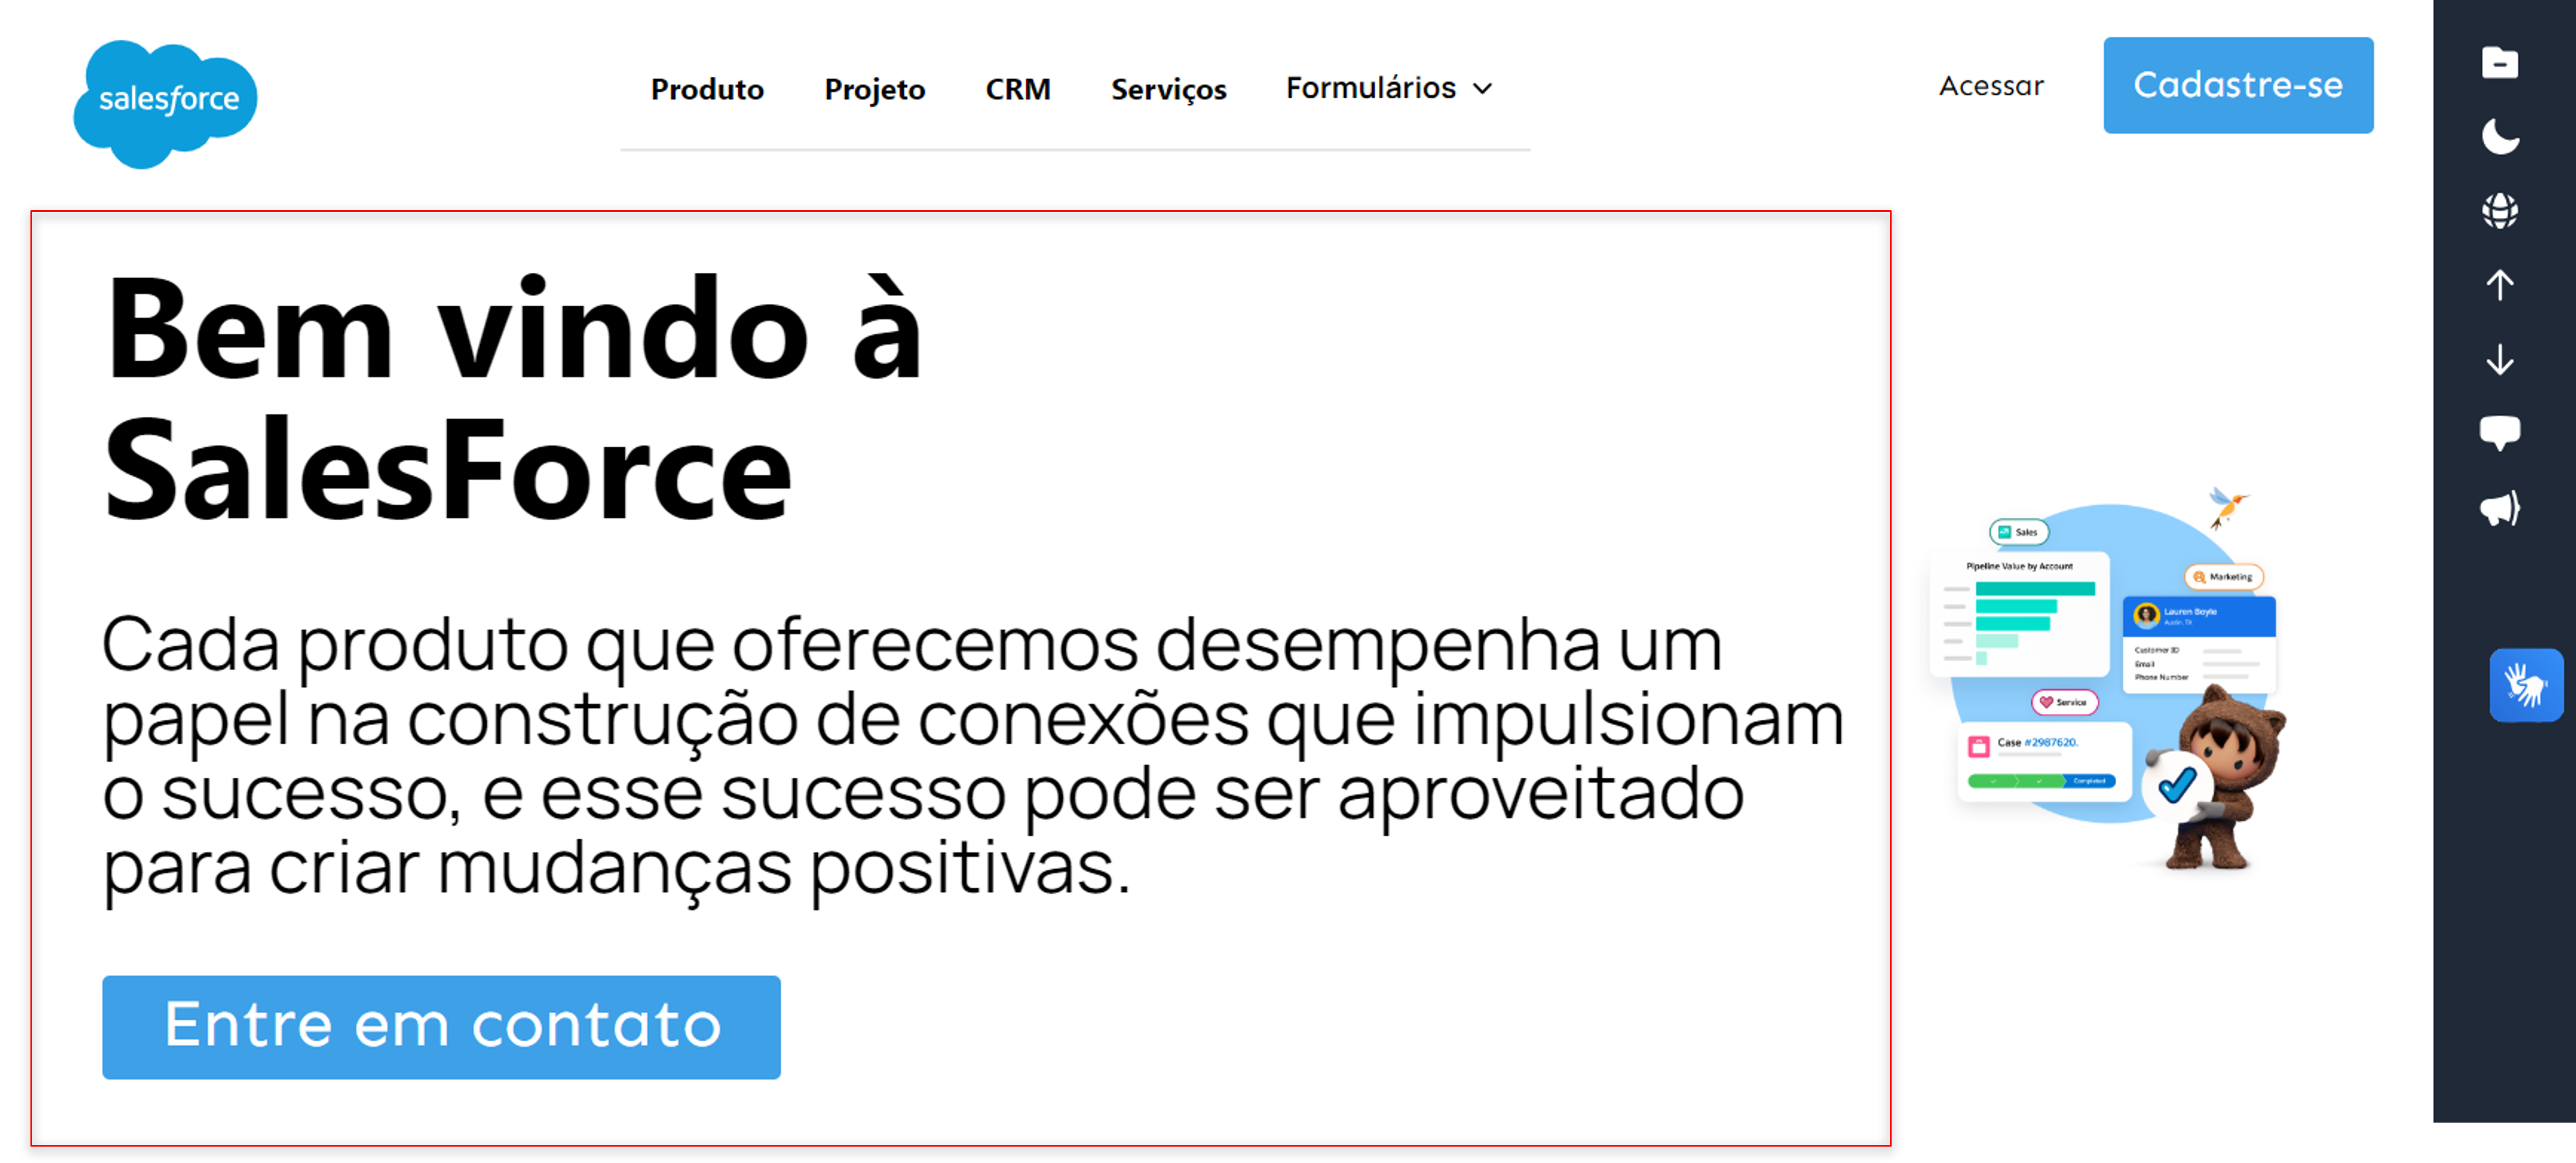 salesforce
Produto Projeto CRM Serviços Formulários
Acessar
Cadastre-se
Bem vindo à
SalesForce
Cada produto que oferecemos desempenha um
papel na construção de conexões que impulsionam
o sucesso, e esse sucesso pode ser aproveitado
para criar mudanças positivas.
Entre em contato
Sales
Pipeline Value by Account
Marketing
Lauren Boyle
Austin, TX
Customer ID
Email
Phone Number
Service
Case #2987620.
Completed